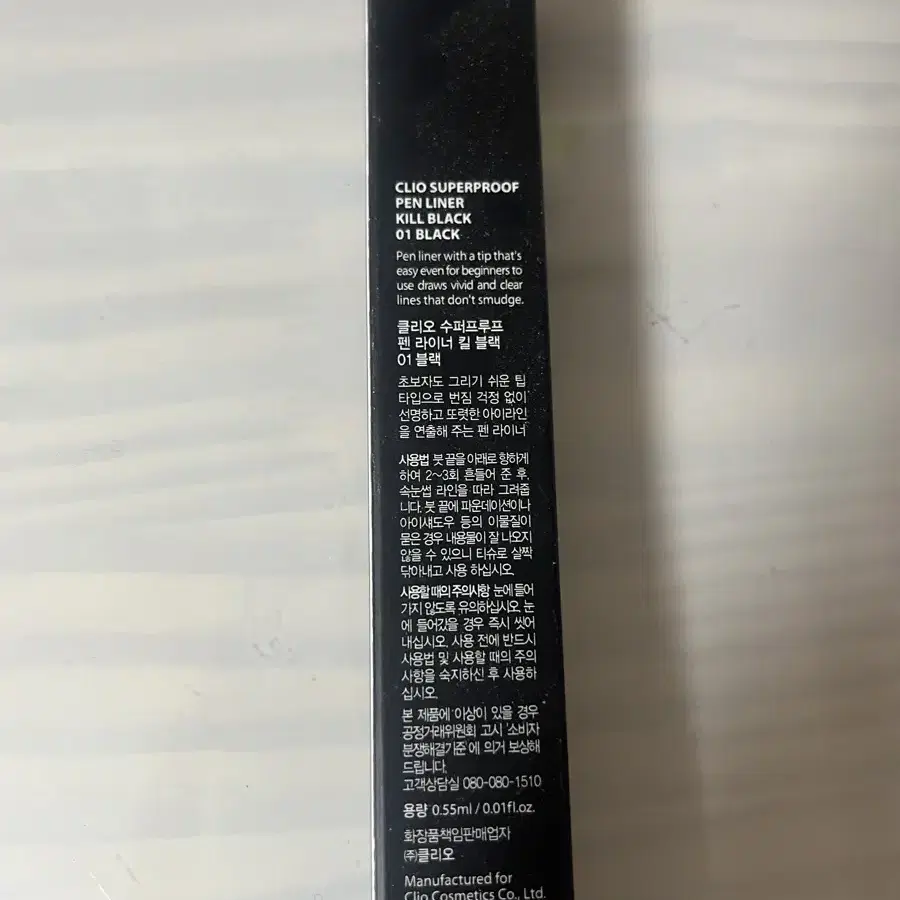 CLIO SUPERPROOF
PEN LINER
KILL BLACK
01 BLACK
Pen liner with a tip that's
easy even for beginners to
use draws vivid and clear
lines that don't smudge.
클리오 수퍼프루프
펜 라이너 킬 블랙
01 블랙
초보자도 그리기 쉬운 팁
타입으로 번짐 걱정 없이
선명하고 또렷한 아이라인
을 연출해 주는 펜 라이너
사용법 붓 끝을 아래로 향하게
하여 2~3회 흔들어 준 후,
속눈썹 라인을 따라 그려줍
니다. 붓 끝에 파운데이션이나
아이섀도우 등의 이물질이
묻은 경우 내용물이 잘 나오지
않을 수 있으니 티슈로 살짝
닦아내고 사용 하십시오.
사용할 때의 주의사항 눈에 들어
가지 않도록 유의하십시오. 눈
에 들어갔을 경우 즉시 씻어
내십시오. 사용 전에 반드시
사용법 및 사용할 때의 주의
사항을 숙지하신 후 사용하
십시오.
본 제품에 이상이 있을 경우
공정거래위원회 고시 '소비자
분쟁해결기준'에 의거 보상해
드립니다.
고객상담실 080-080-1510
용량 0.55ml / 0.01fl.oz.
화장품책임판매업자
㈜클리오
Manufactured for
Clio Cosmetics Co., Ltd.